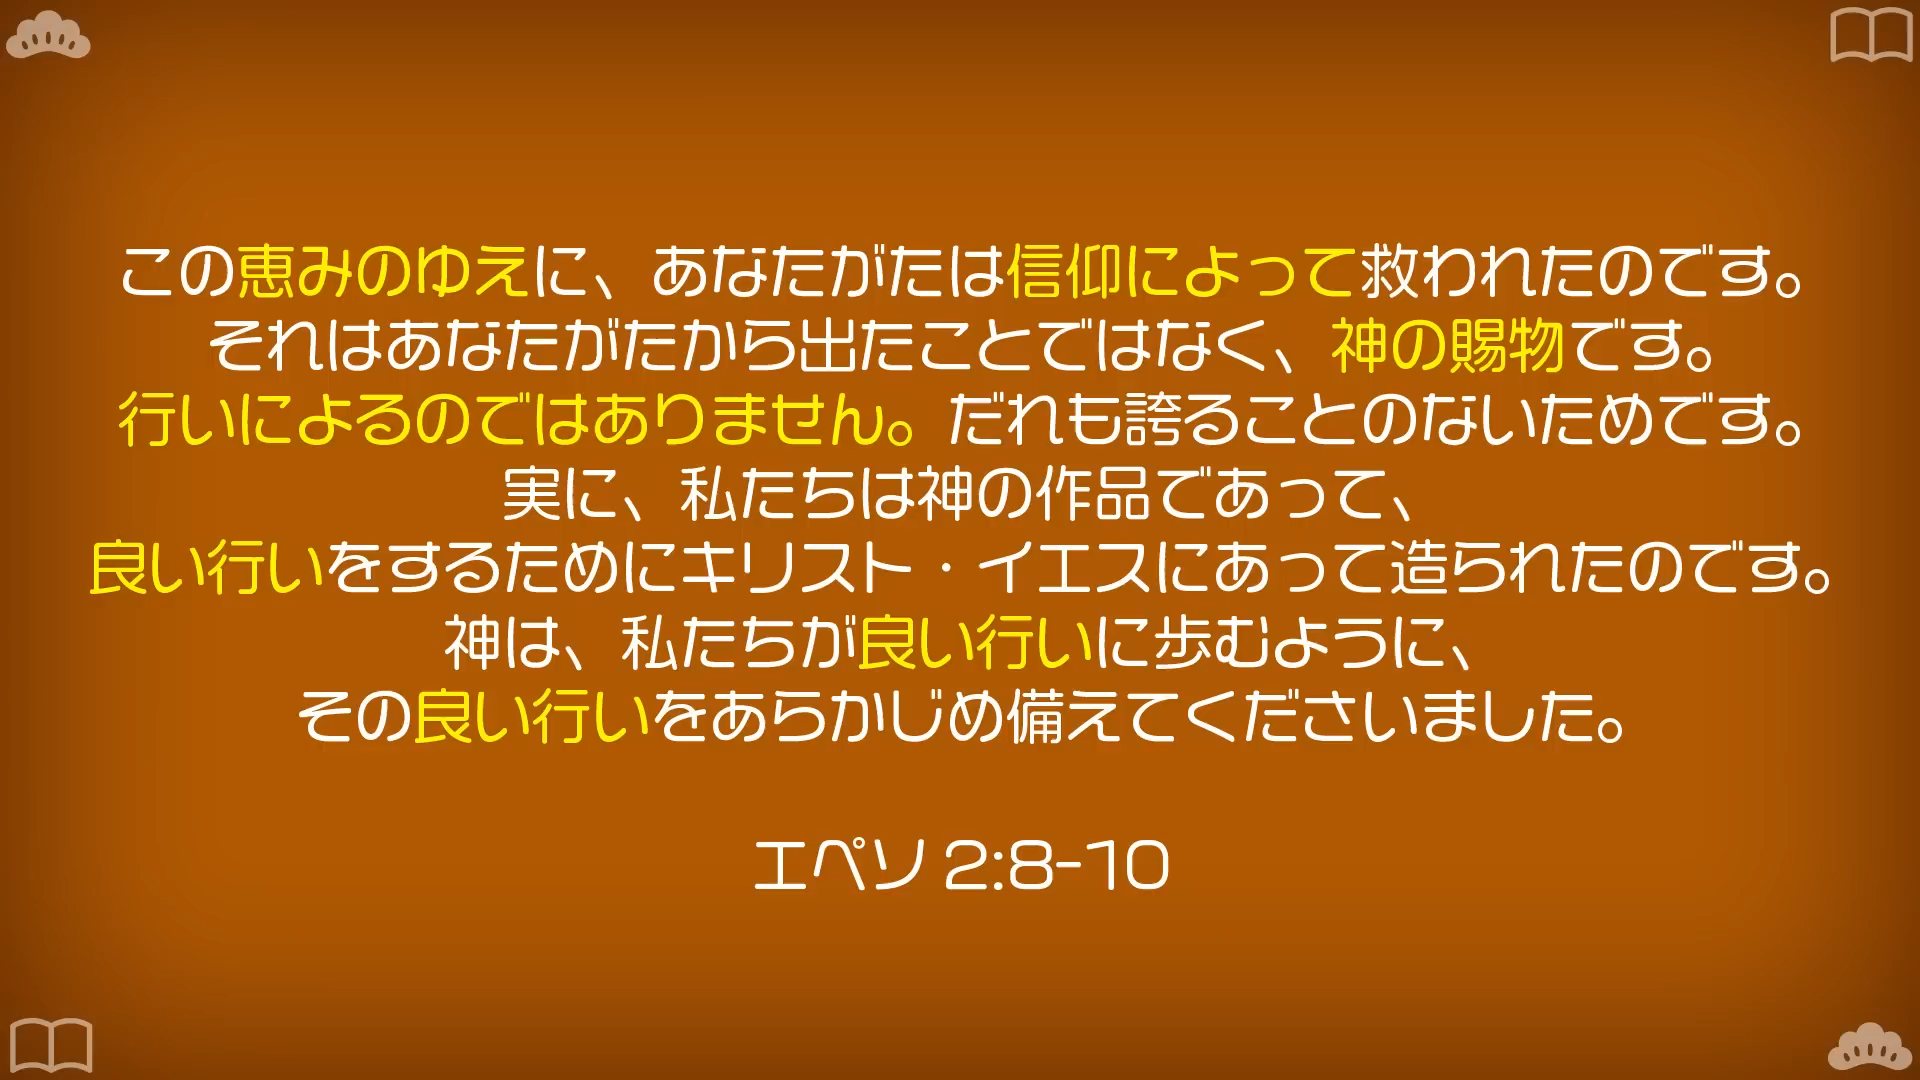 この恵みのゆえに、あなたがたは信仰によって救われたのです。
それはあなたがたから出たことではなく、神の賜物です。
行いによるのではありません。だれも誇ることのないためです。
実に、私たちは神の作品であって、
良い行いをするためにキリスト・イエスにあって造られたのです。
神は、私たちが良い行いに歩むように、
その良い行いをあらかじめ備えてくださいました。
エペソ 2:8-10